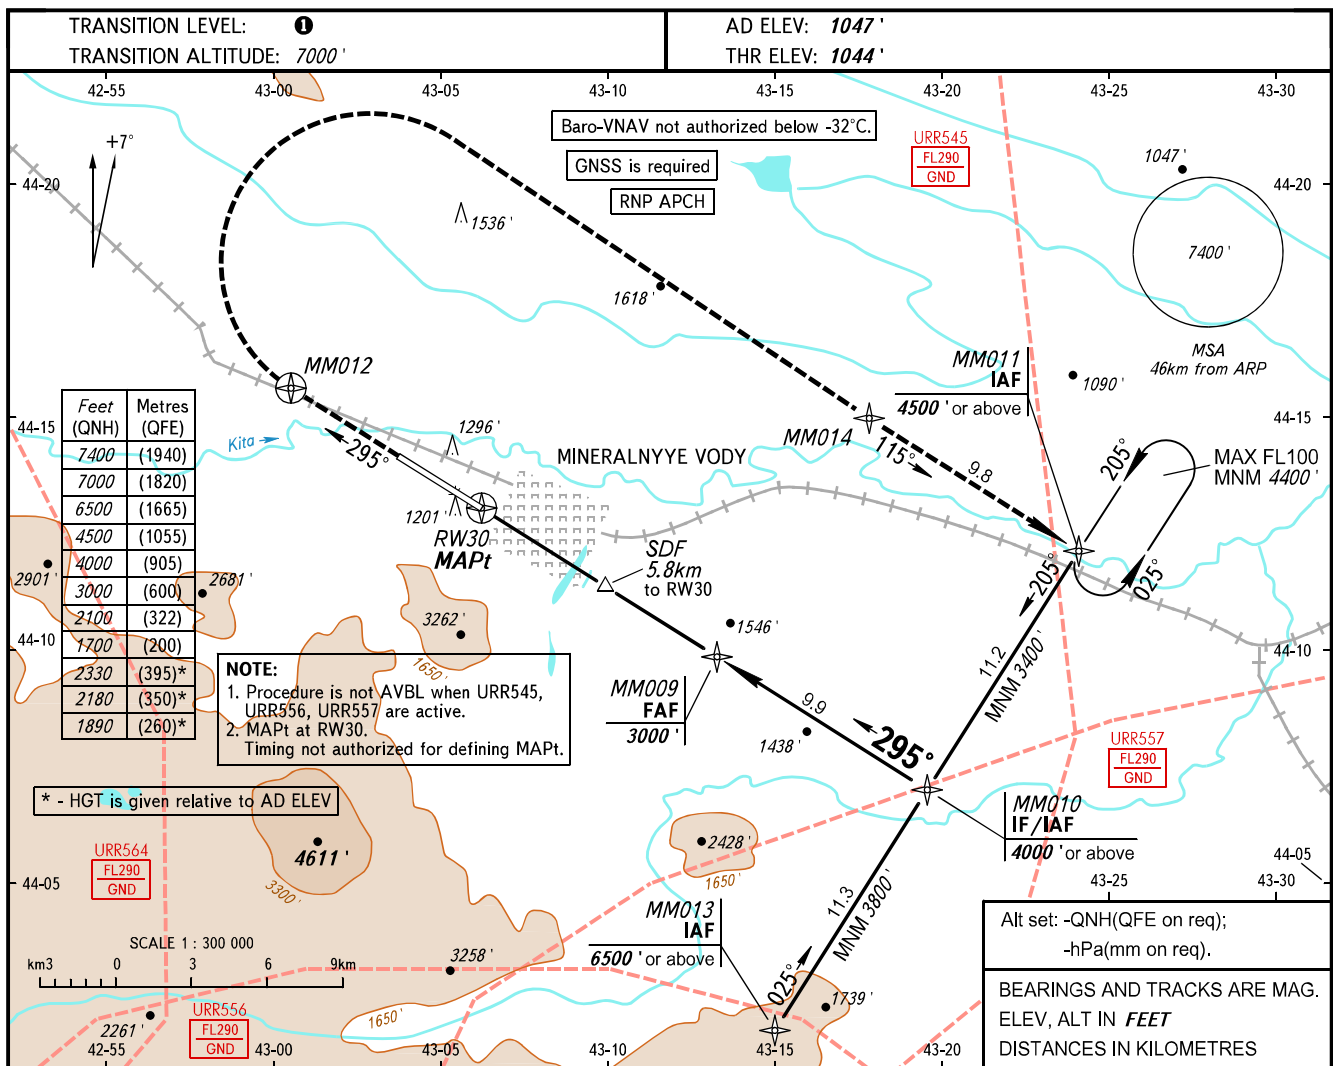 TRANSITION LEVEL: ❶
TRANSITION ALTITUDE: 7000 '
AD ELEV: 1047 '
THR ELEV: 1044 '
42-55
43-00
43-05
43-10
43-15
43-20
43-25
43-30
+7°
Baro-VNAV not authorized below -32°C.
GNSS is required
RNP APCH
URR545
FL290
GND
1047 '
44-20
44-20
1536 '
7400 '
1618 '
MSA
46km from ARP
MM012
MM011
IAF
4500 ' or above
1090 '
Feet
(QNH)
Metres
(QFE)
7400 (1940)
7000 (1820)
6500 (1665)
4500 (1055)
4000 (905)
3000 (600)
2100 (322)
1700 (200)
2330 (395)*
2180 (350)*
1890 (260)*
44-15
44-15
Kita
295°
1296 '
MINERALNYYE VODY
MM014
115°
9.8
205°
MAX FL100
MNM 4400 '
1201 '
RW30
MAPt
SDF
5.8km
to RW30
205°
025°
2901 '
2681 '
3262 '
1650 '
1546 '
44-10
44-10
11.2
MNM 3400 '
NOTE:
1. Procedure is not AVBL when URR545,
URR556, URR557 are active.
2. MAPt at RW30.
Timing not authorized for defining MAPt.
MM009
FAF
3000 '
9.9
295°
1438 '
URR557
FL290
GND
* - HGT is given relative to AD ELEV
MM010
IF/IAF
4000 ' or above
URR564
FL290
GND
4611 '
3300 '
2428 '
1650 '
44-05
44-05
43-25
43-30
11.3
MNM 3800 '
MM013
IAF
6500 ' or above
025°
Alt set: -QNH(QFE on req);
-hPa(mm on req).
SCALE 1 : 300 000
km3 0 3 6 9km
3258 '
1650 '
1739 '
2261 '
URR556
FL290
GND
BEARINGS AND TRACKS ARE MAG.
ELEV, ALT IN FEET
DISTANCES IN KILOMETRES
42-55
43-00
43-05
43-10
43-15
43-20